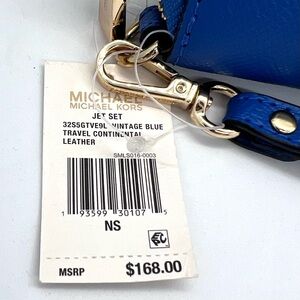 MICHAEL
MICHAEL KORS
JET SET
32S5GTVE9L VINTAGE BLUE
TRAVEL CONTINENTAL
LEATHER
SMLS016-0003
1 93599 30107 5
NS
MSRP $168.00